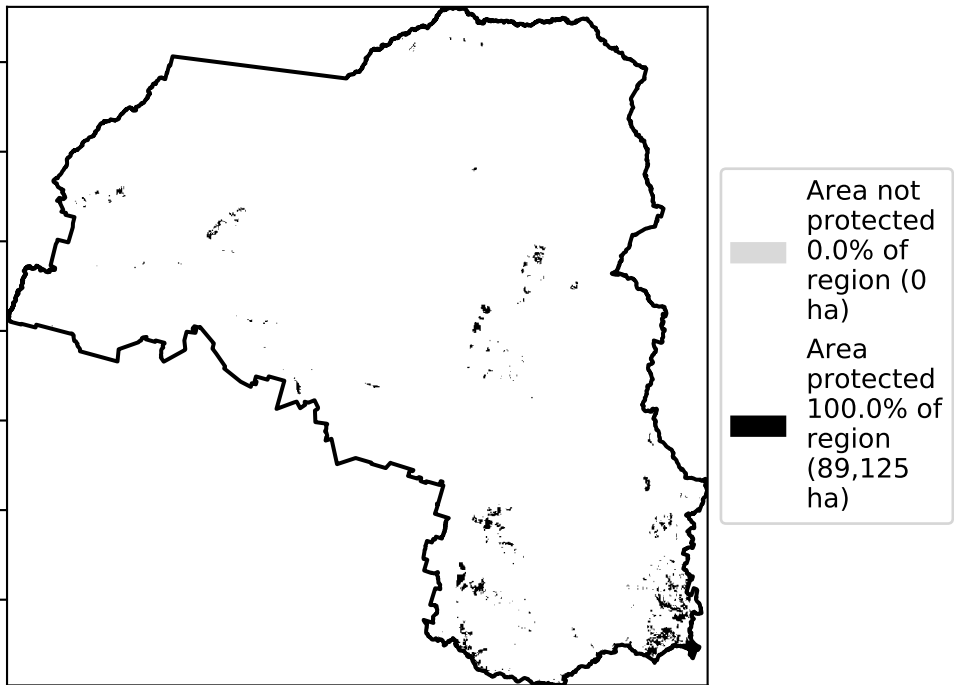 Area not
protected
0.0% of
region (0
ha)
Area
protected
100.0% of
region
(89,125
ha)